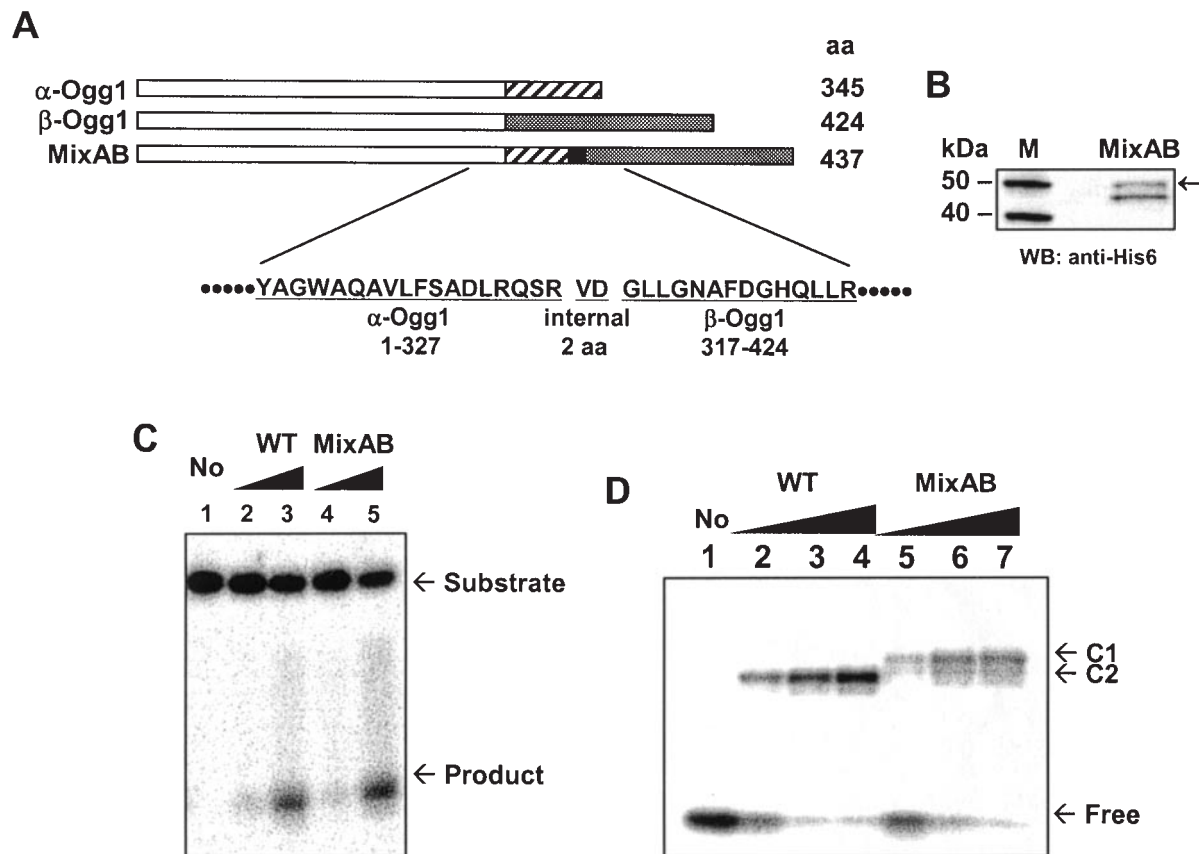 A
aa
α-Ogg1 345
β-Ogg1 424
MixAB 437
•••••YAGWAQAVLFSADLRQSR VD GLLGNAFDGHQLLR•••••
α-Ogg1 internal β-Ogg1
1-327 2 aa 317-424
B
kDa M MixAB
50 – ←
40 –
WB: anti-His6
C
WT MixAB
No
1 2 3 4 5
← Substrate
← Product
D
WT MixAB
No
1 2 3 4 5 6 7
← C1
← C2
← Free